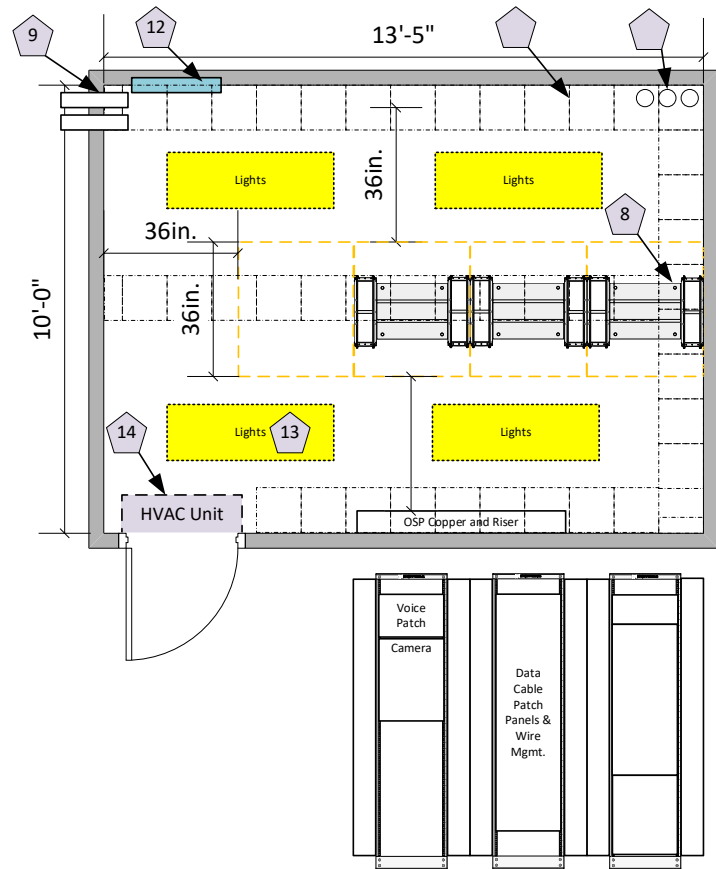 9
12
13'-5"
Lights
Lights
36in.
8
36in.
36in.
10'-0"
14
Lights
13
Lights
HVAC Unit
OSP Copper and Riser
Voice
Patch
Camera
Data
Cable
Patch
Panels &
Wire
Mgmt.